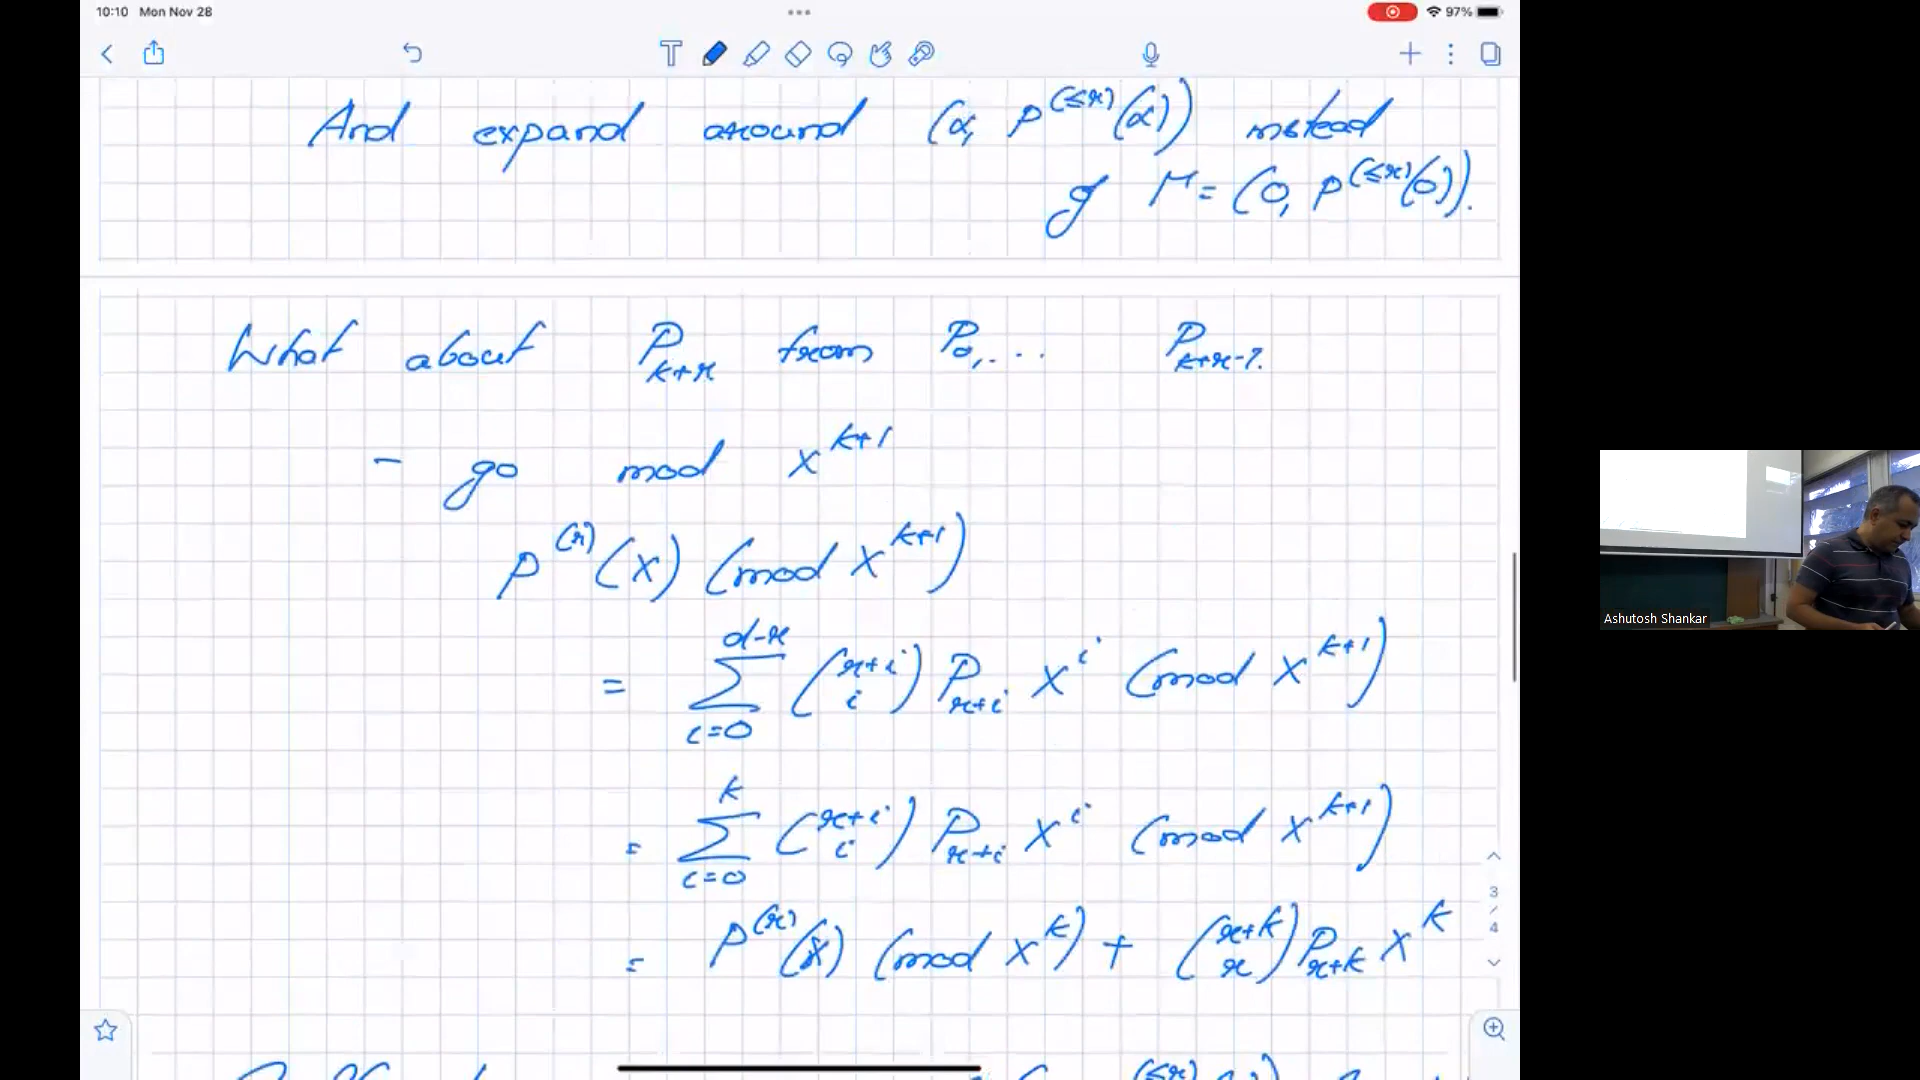 10:10 Mon Nov 28
97%
And expand around (α, P^(≤r)(α)) instead
of M = (0, P^(≤r)(0)).
What about P_{k+r} from P_0, ... P_{k+r-1}?
- go mod x^{k+1}
P^(r)(X) (mod X^{k+1})
= Σ_{i=0}^{d-r} (r+i choose i) P_{r+i} X^i (mod X^{k+1})
= Σ_{i=0}^{k} (r+i choose i) P_{r+i} X^i (mod X^{k+1})
= P^(r)(X) (mod X^k) + (r+k choose r) P_{r+k} X^k
3
/
4
Ashutosh Shankar